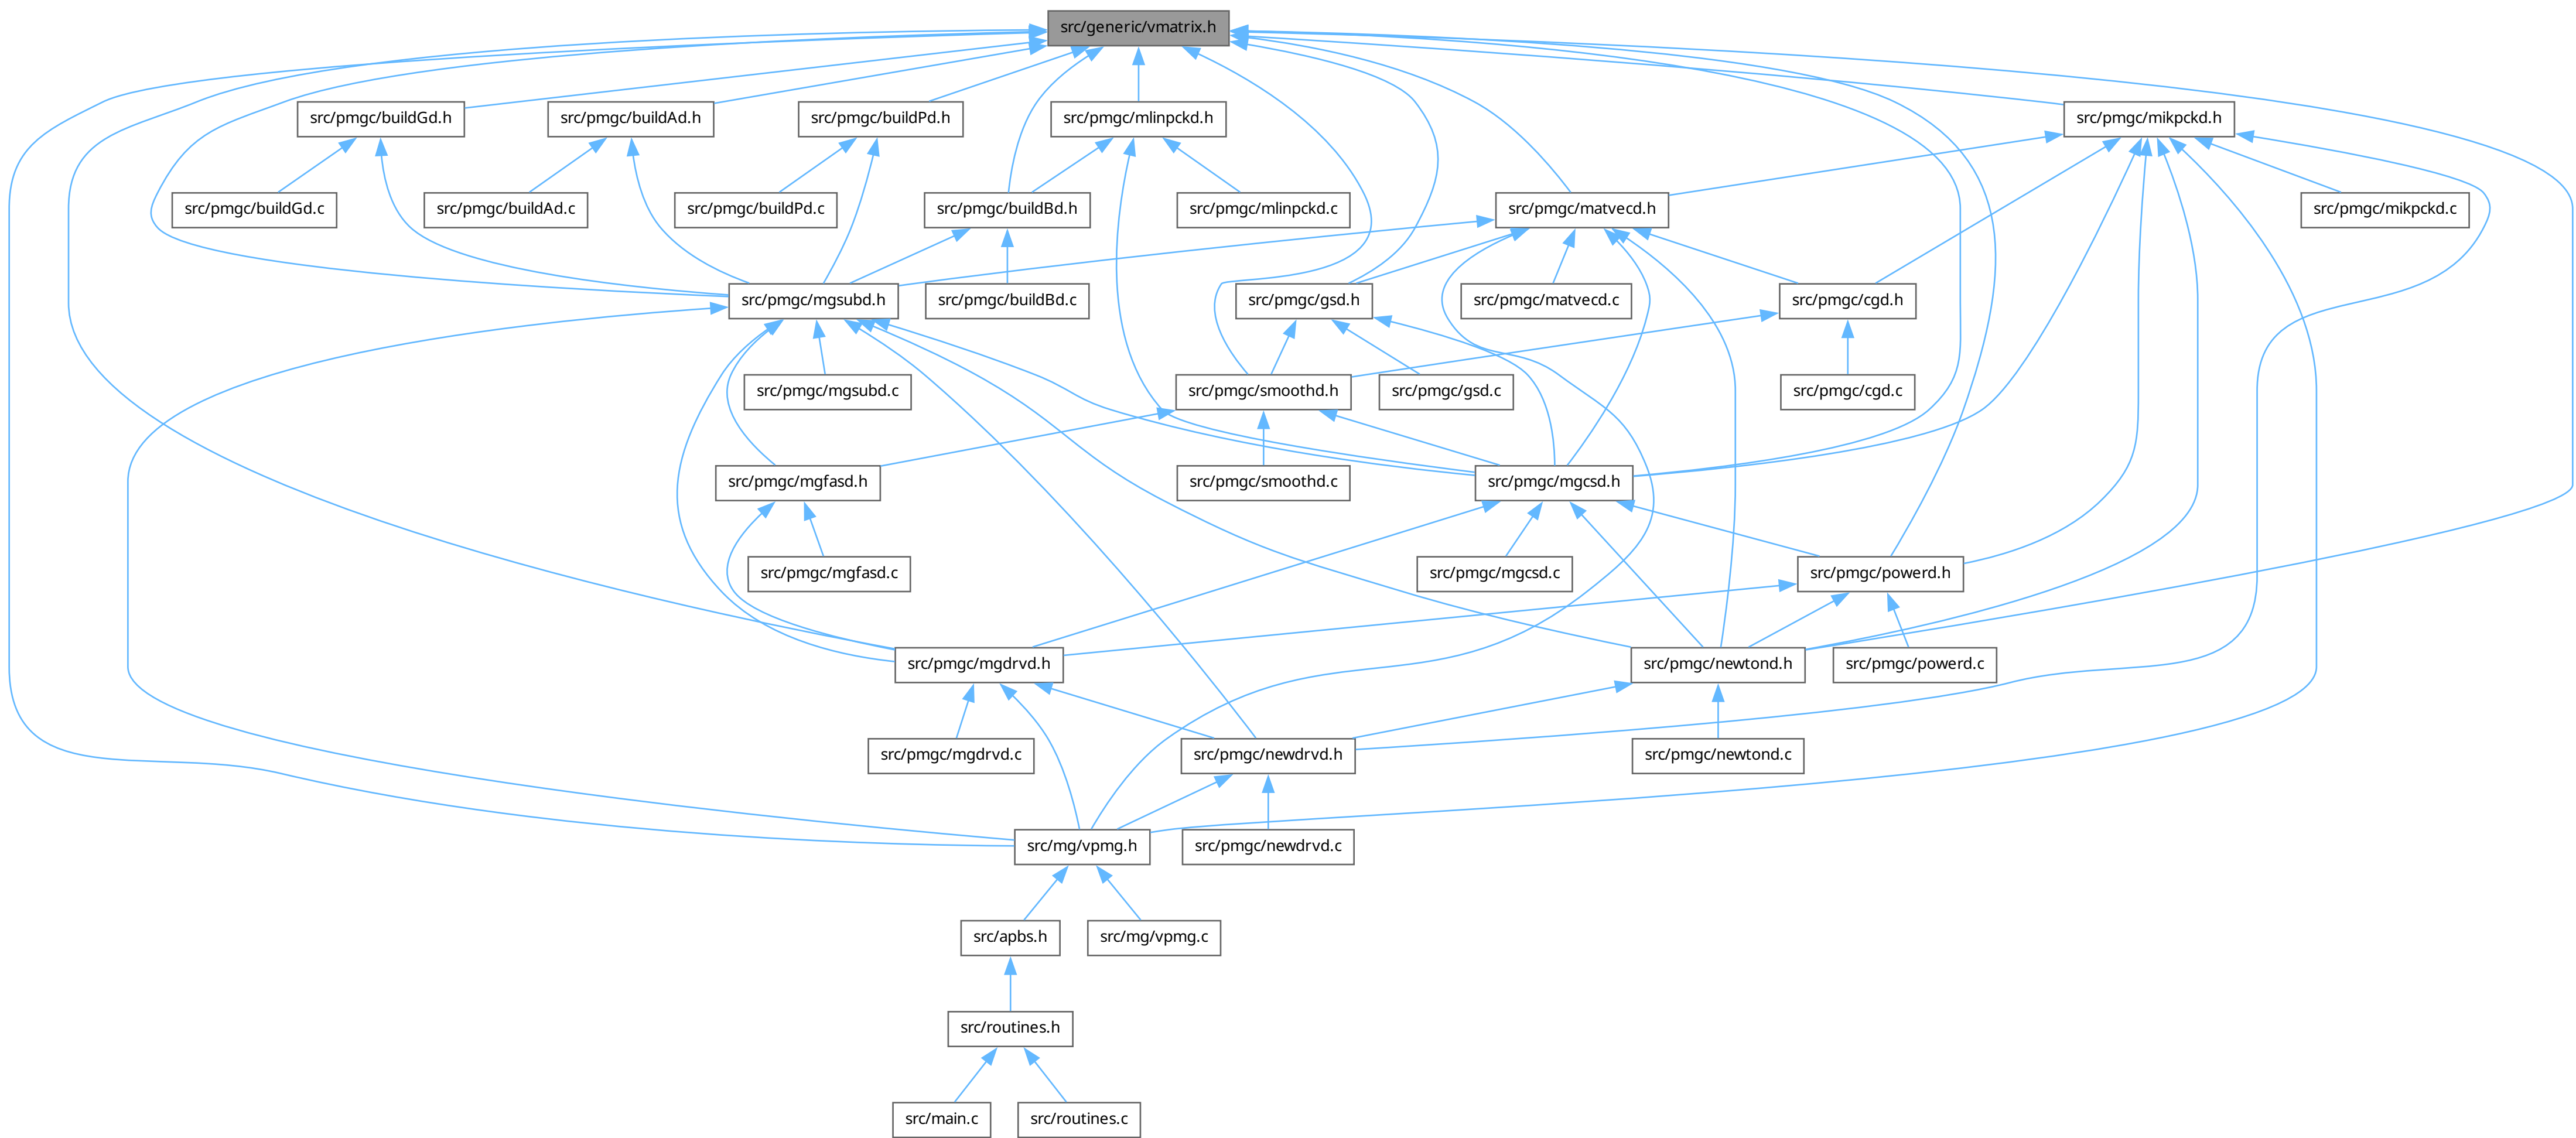 src/generic/vmatrix.h
src/pmgc/buildGd.h
src/pmgc/buildAd.h
src/pmgc/buildPd.h
src/pmgc/mlinpckd.h
src/pmgc/mikpckd.h
src/pmgc/buildGd.c
src/pmgc/buildAd.c
src/pmgc/buildPd.c
src/pmgc/buildBd.h
src/pmgc/mlinpckd.c
src/pmgc/matvecd.h
src/pmgc/mikpckd.c
src/pmgc/mgsubd.h
src/pmgc/buildBd.c
src/pmgc/gsd.h
src/pmgc/matvecd.c
src/pmgc/cgd.h
src/pmgc/mgsubd.c
src/pmgc/smoothd.h
src/pmgc/gsd.c
src/pmgc/cgd.c
src/pmgc/mgfasd.h
src/pmgc/smoothd.c
src/pmgc/mgcsd.h
src/pmgc/mgfasd.c
src/pmgc/mgcsd.c
src/pmgc/powerd.h
src/pmgc/mgdrvd.h
src/pmgc/newtond.h
src/pmgc/powerd.c
src/pmgc/mgdrvd.c
src/pmgc/newdrvd.h
src/pmgc/newtond.c
src/mg/vpmg.h
src/pmgc/newdrvd.c
src/apbs.h
src/mg/vpmg.c
src/routines.h
src/main.c
src/routines.c